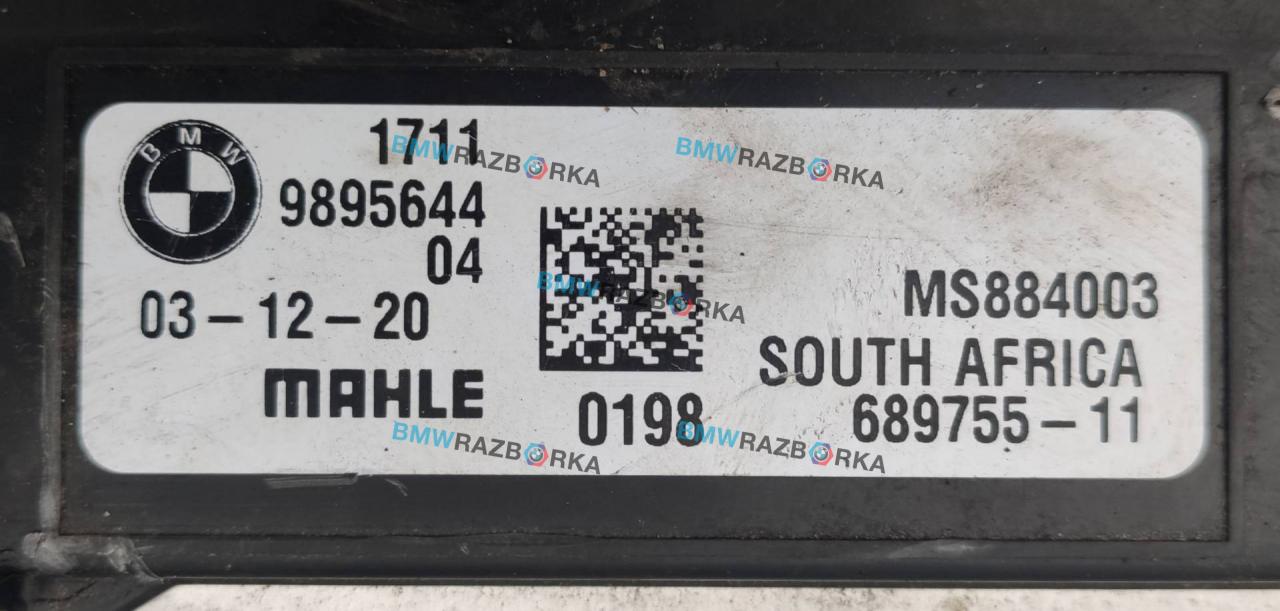 BMW
1711
9895644
04
03-12-20
MAHLE
0198
MS884003
SOUTH AFRICA
689755-11
BMWRAZBORKA
BMWRAZBORKA
BMWRAZBORKA
BMWRAZBORKA
BMWRAZBORKA